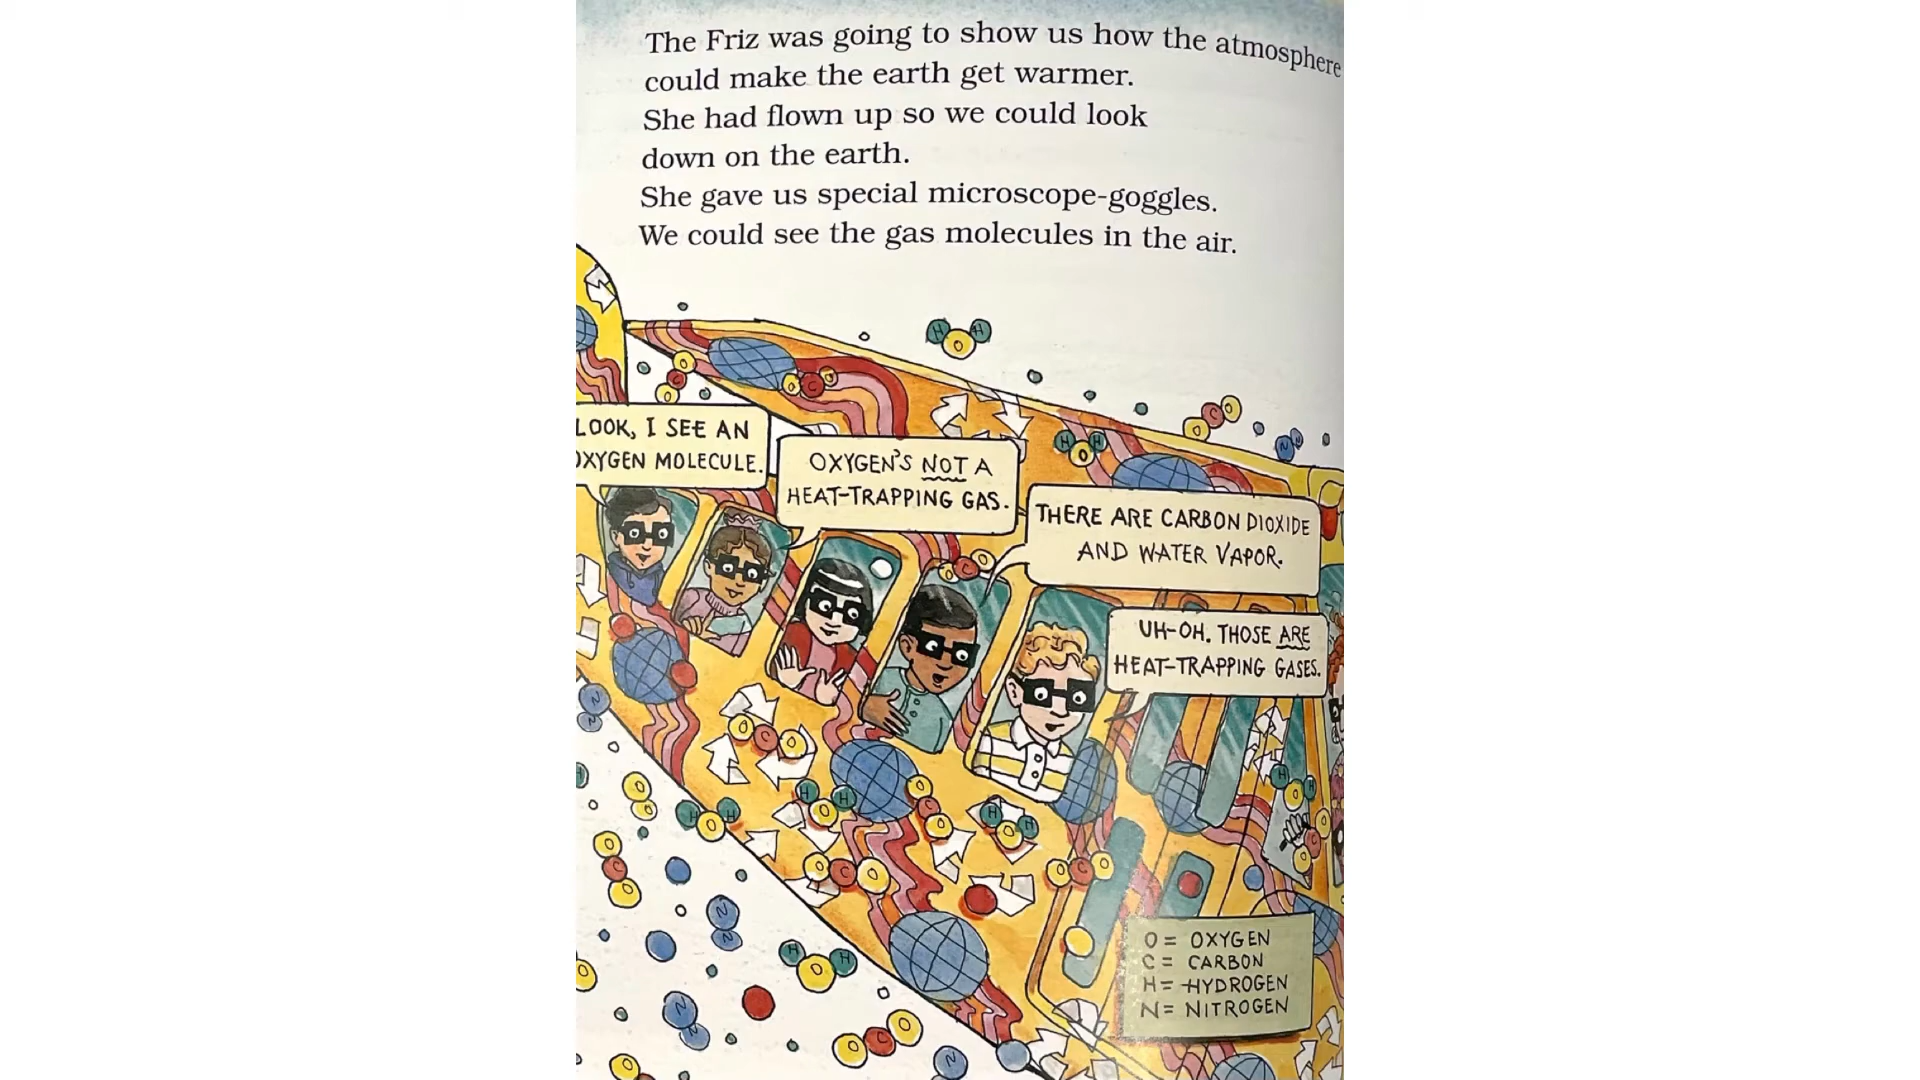 The Friz was going to show us how the atmosphere
could make the earth get warmer.
She had flown up so we could look
down on the earth.
She gave us special microscope-goggles.
We could see the gas molecules in the air.
LOOK, I SEE AN
OXYGEN MOLECULE.
OXYGEN'S NOT A
HEAT-TRAPPING GAS.
THERE ARE CARBON DIOXIDE
AND WATER VAPOR.
UH-OH. THOSE ARE
HEAT-TRAPPING GASES.
O = OXYGEN
C = CARBON
H = HYDROGEN
N = NITROGEN